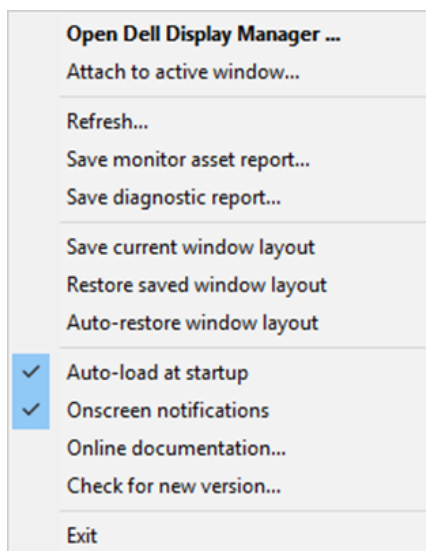 Open Dell Display Manager ...
Attach to active window...
Refresh...
Save monitor asset report...
Save diagnostic report...
Save current window layout
Restore saved window layout
Auto-restore window layout
Auto-load at startup
Onscreen notifications
Online documentation...
Check for new version...
Exit